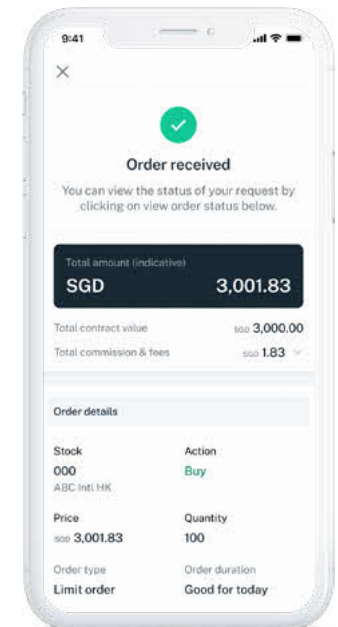 9:41
Order received
You can view the status of your request by
clicking on view order status below.
Total amount (indicative)
SGD 3,001.83
Total contract value SGD 3,000.00
Total commission & fees SGD 1.83
Order details
Stock Action
000 Buy
ABC Intl HK
Price Quantity
SGD 3,001.83 100
Order type Order duration
Limit order Good for today